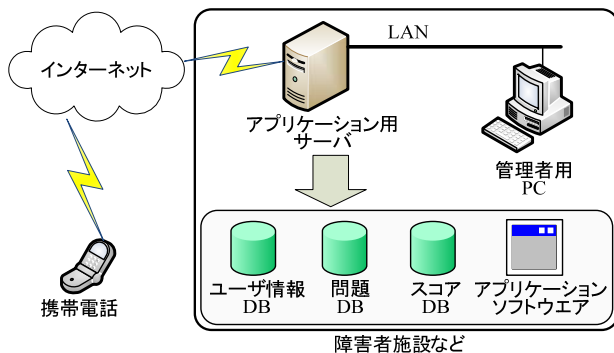 インターネット
LAN
アプリケーション用
サーバ
管理者用
PC
携帯電話
ユーザ情報
DB
問題
DB
スコア
DB
アプリケーション
ソフトウエア
障害者施設など